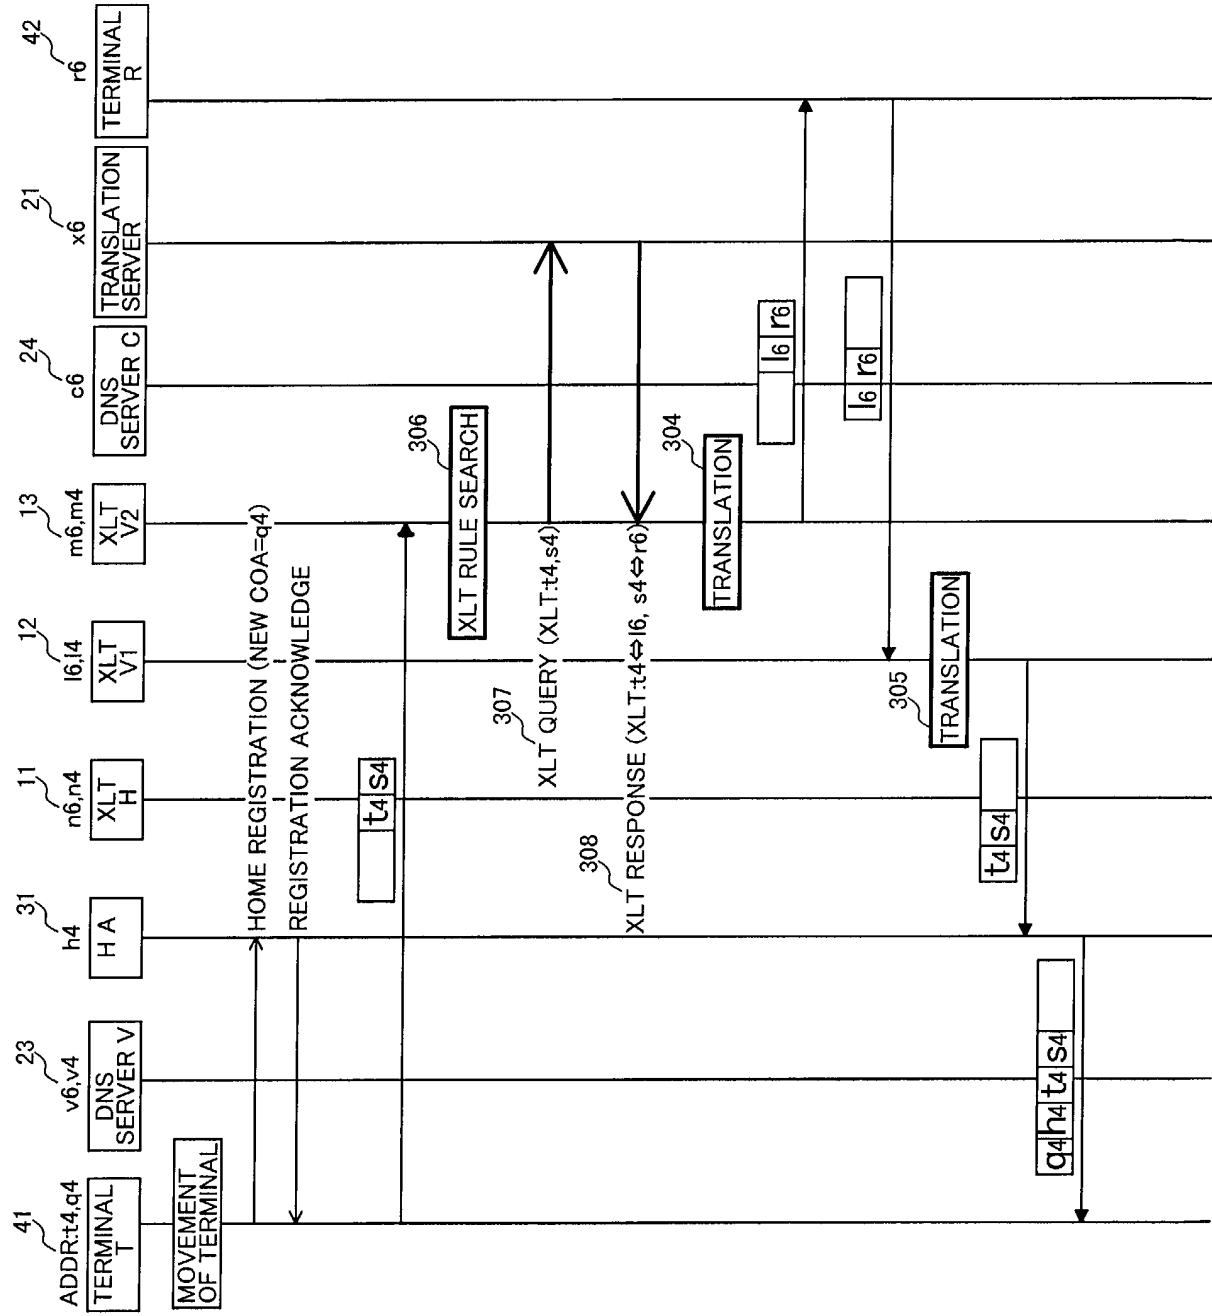 41
ADDR:t4,q4
TERMINAL
T
23
v6,v4
DNS
SERVER V
31
h4
H A
11
n6,n4
XLT
H
12
l6,l4
XLT
V1
13
m6,m4
XLT
V2
24
c6
DNS
SERVER C
21
x6
TRANSLATION
SERVER
42
r6
TERMINAL
R
MOVEMENT
OF TERMINAL
HOME REGISTRATION (NEW COA=q4)
REGISTRATION ACKNOWLEDGE
t4 s4
306
XLT RULE SEARCH
307
XLT QUERY (XLT:t4,s4)
308
XLT RESPONSE (XLT:t4⇔l6, s4⇔r6)
304
TRANSLATION
l6 r6
l6 r6
305
TRANSLATION
t4 s4
q4 h4 t4 s4